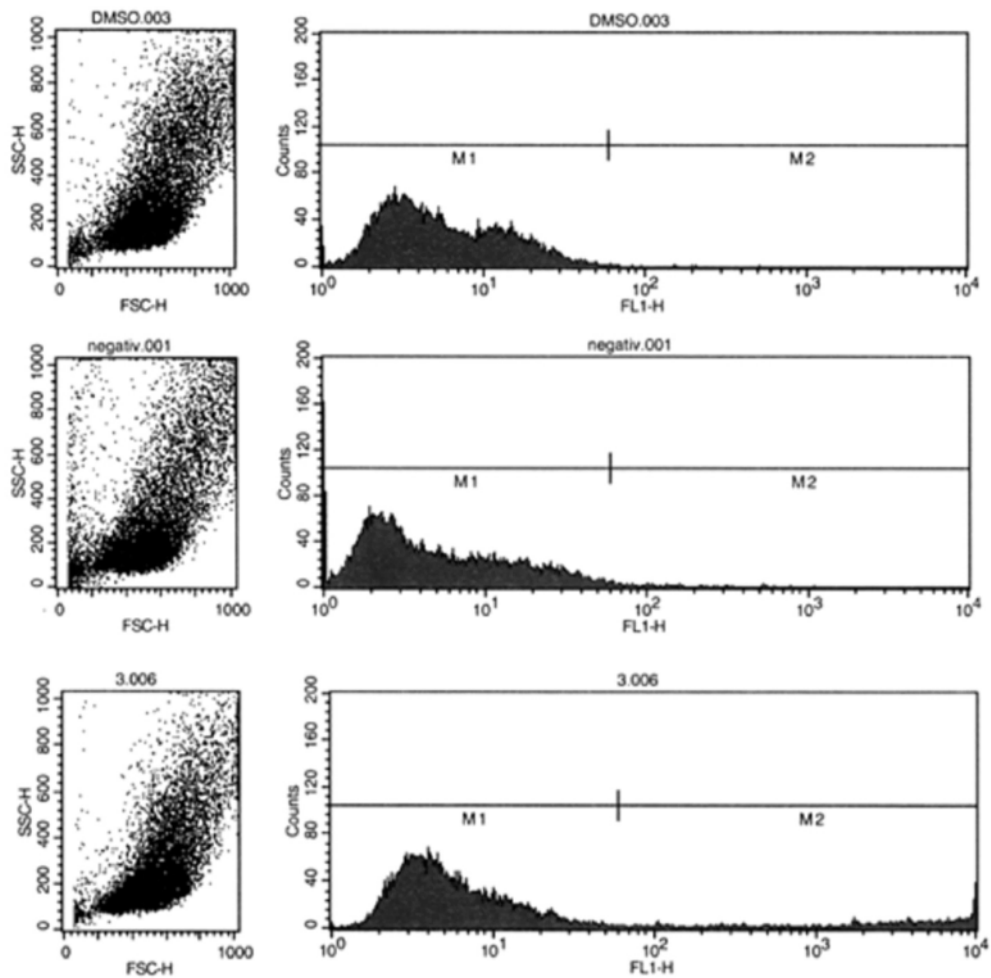 DMSO.003
DMSO.003
1000
800
600
400
200
0
SSC-H
0
1000
FSC-H
200
160
120
80
40
0
Counts
M1
M2
10^0
10^1
10^2
10^3
10^4
FL1-H
negativ.001
negativ.001
1000
800
600
400
200
0
SSC-H
0
1000
FSC-H
200
160
120
80
40
0
Counts
M1
M2
10^0
10^1
10^2
10^3
10^4
FL1-H
3.006
3.006
1000
800
600
400
200
0
SSC-H
0
1000
FSC-H
200
160
120
80
40
0
Counts
M1
M2
10^0
10^1
10^2
10^3
10^4
FL1-H